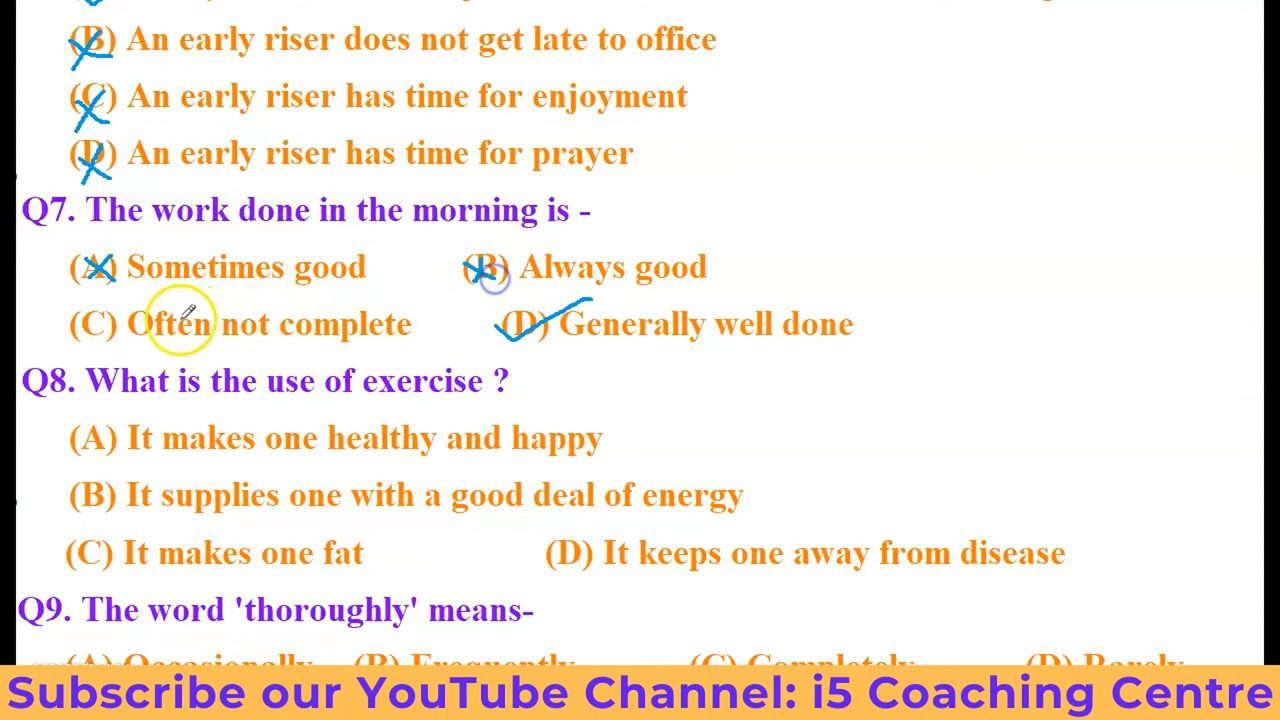 (B) An early riser does not get late to office
(C) An early riser has time for enjoyment
(D) An early riser has time for prayer
Q7. The work done in the morning is -
(A) Sometimes good (B) Always good
(C) Often not complete (D) Generally well done
Q8. What is the use of exercise ?
(A) It makes one healthy and happy
(B) It supplies one with a good deal of energy
(C) It makes one fat (D) It keeps one away from disease
Q9. The word 'thoroughly' means-
(A) Occasionally (B) Frequently (C) Completely (D) Rarely
Subscribe our YouTube Channel: i5 Coaching Centre